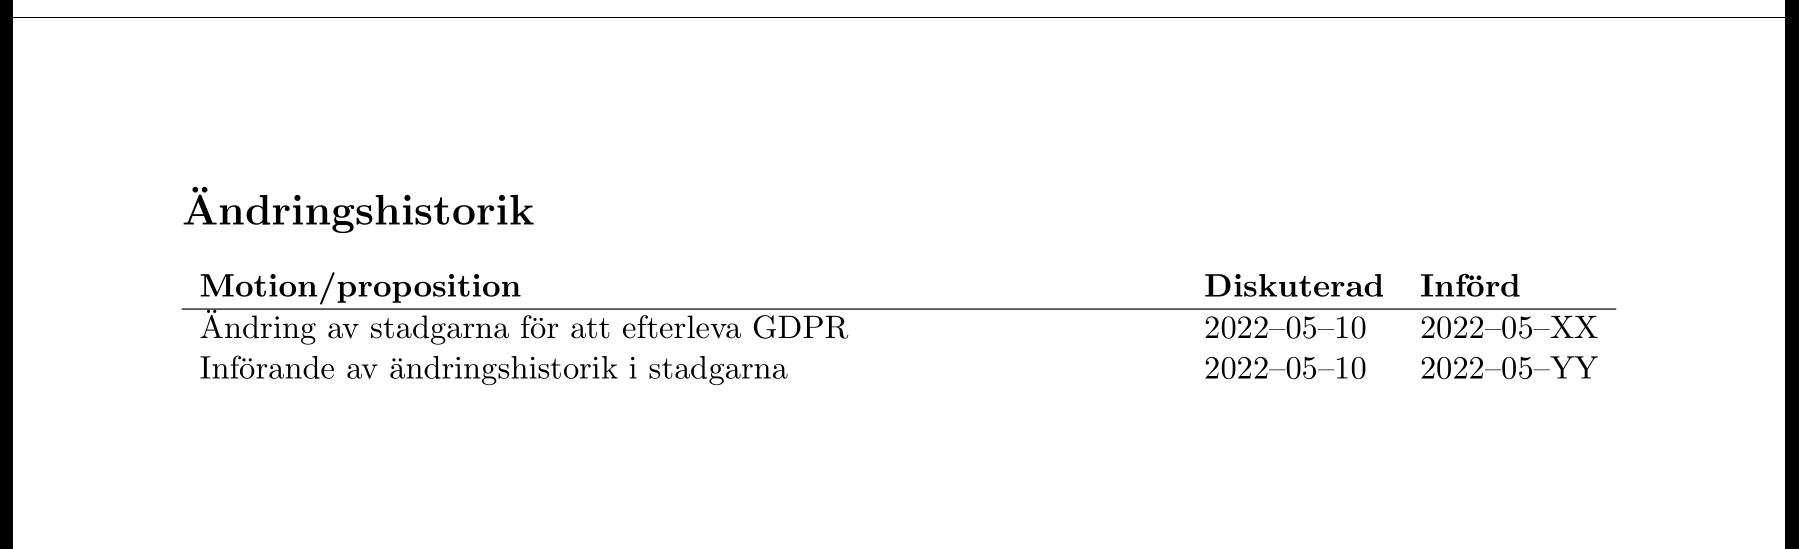 Ändringshistorik
Motion/proposition Diskuterad Införd
Ändring av stadgarna för att efterleva GDPR 2022–05–10 2022–05–XX
Införande av ändringshistorik i stadgarna 2022–05–10 2022–05–YY